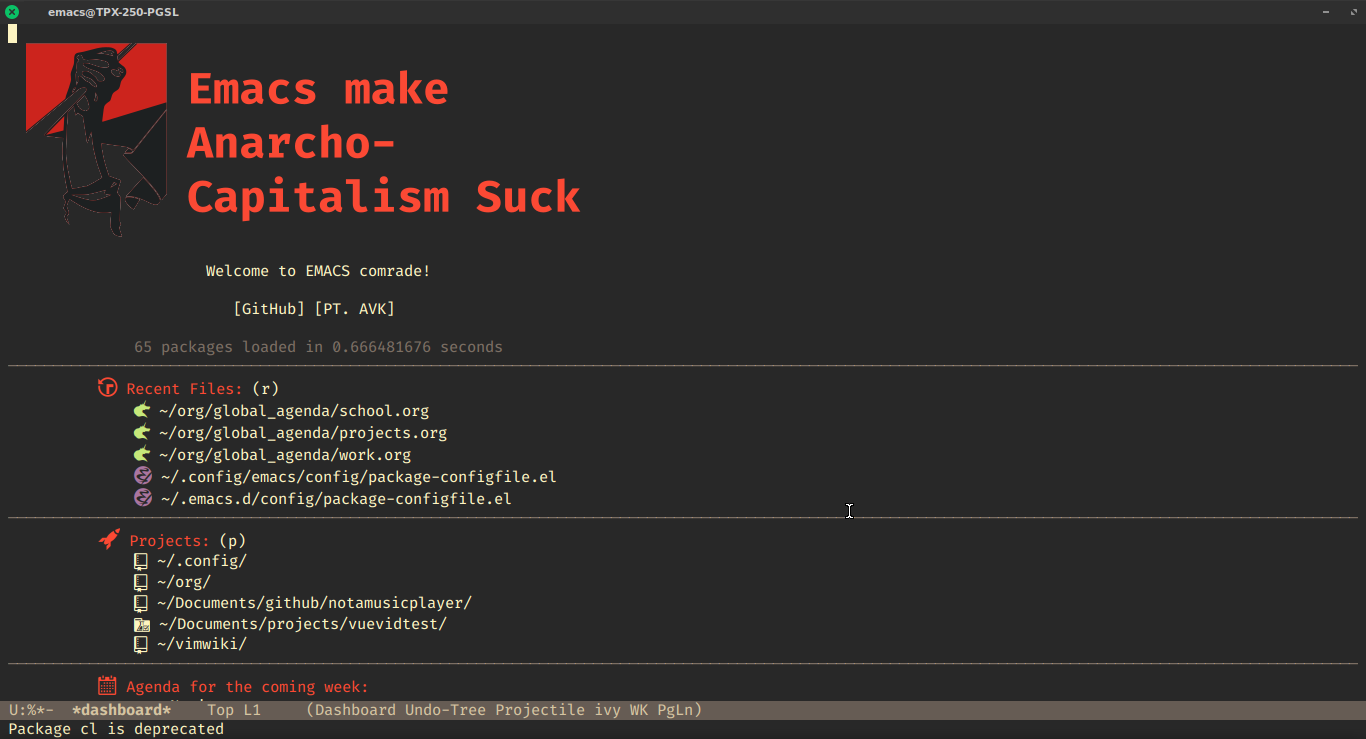 emacs@TPX-250-PGSL
Emacs make
Anarcho-
Capitalism Suck
Welcome to EMACS comrade!
[GitHub] [PT. AVK]
65 packages loaded in 0.666481676 seconds
Recent Files: (r)
~/org/global_agenda/school.org
~/org/global_agenda/projects.org
~/org/global_agenda/work.org
~/.config/emacs/config/package-configfile.el
~/.emacs.d/config/package-configfile.el
Projects: (p)
~/.config/
~/org/
~/Documents/github/notamusicplayer/
~/Documents/projects/vuevidtest/
~/vimwiki/
Agenda for the coming week:
U:%*-  *dashboard*    Top L1     (Dashboard Undo-Tree Projectile ivy WK PgLn)
Package cl is deprecated